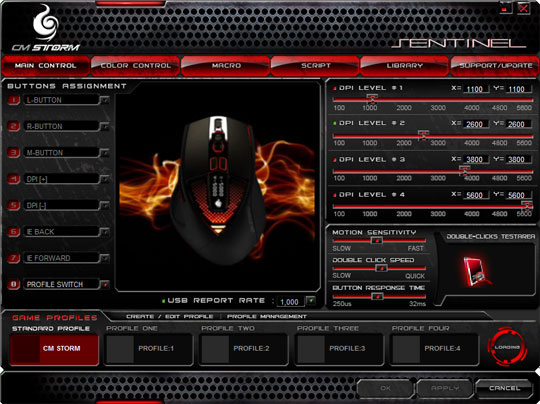 CM STORM
SENTINEL
MAIN CONTROL COLOR CONTROL MACRO SCRIPT LIBRARY SUPPORT/UPDATE
BUTTONS ASSIGNMENT
1 L-BUTTON
2 R-BUTTON
3 M-BUTTON
4 DPI [+]
5 DPI [-]
6 IE BACK
7 IE FORWARD
8 PROFILE SWITCH
USB REPORT RATE : 1,000
DPI LEVEL # 1 X= 1100 Y= 1100
100 1000 2000 3000 4000 4800 5600
DPI LEVEL # 2 X= 2600 Y= 2600
100 1000 2000 3000 4000 4800 5600
DPI LEVEL # 3 X= 3800 Y= 3800
100 1000 2000 3000 4000 4800 5600
DPI LEVEL # 4 X= 5600 Y= 5600
100 1000 2000 3000 4000 4800 5600
MOTION SENSITIVITY
SLOW FAST
DOUBLE CLICK SPEED
SLOW QUICK
BUTTON RESPONSE TIME
250us 32ms
DOUBLE-CLICKS TESTAREA
GAME PROFILES CREATE / EDIT PROFILE PROFILE MANAGEMENT
STANDARD PROFILE PROFILE ONE PROFILE TWO PROFILE THREE PROFILE FOUR
CM STORM PROFILE:1 PROFILE:2 PROFILE:3 PROFILE:4 LOADING
OK APPLY CANCEL